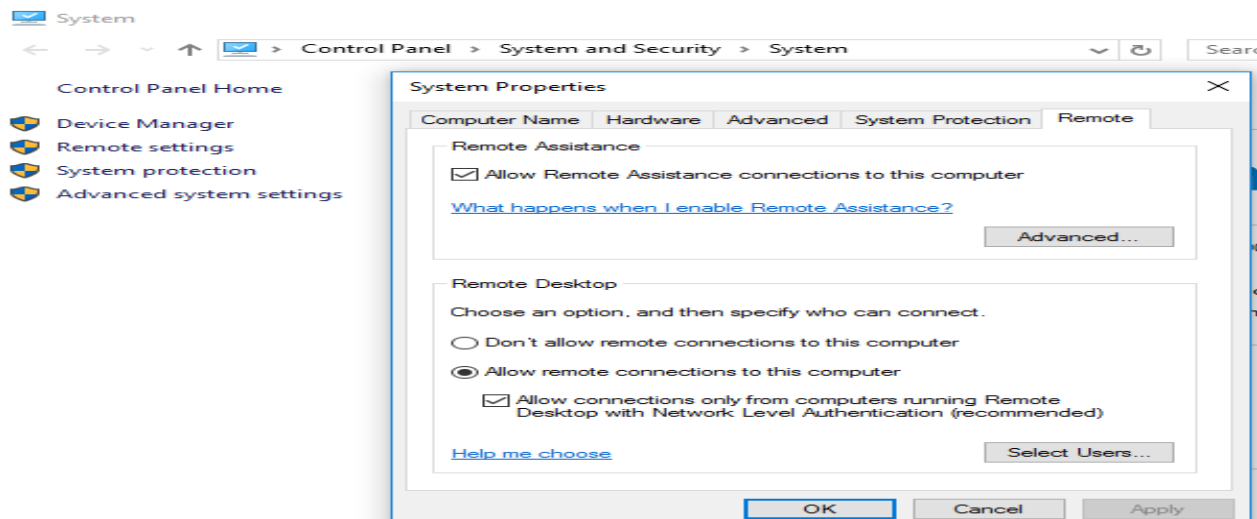 System
Control Panel > System and Security > System
Control Panel Home
Device Manager
Remote settings
System protection
Advanced system settings
System Properties
Computer Name Hardware Advanced System Protection Remote
Remote Assistance
Allow Remote Assistance connections to this computer
What happens when I enable Remote Assistance?
Advanced...
Remote Desktop
Choose an option, and then specify who can connect.
Don't allow remote connections to this computer
Allow remote connections to this computer
Allow connections only from computers running Remote
Desktop with Network Level Authentication (recommended)
Help me choose
Select Users...
OK Cancel Apply